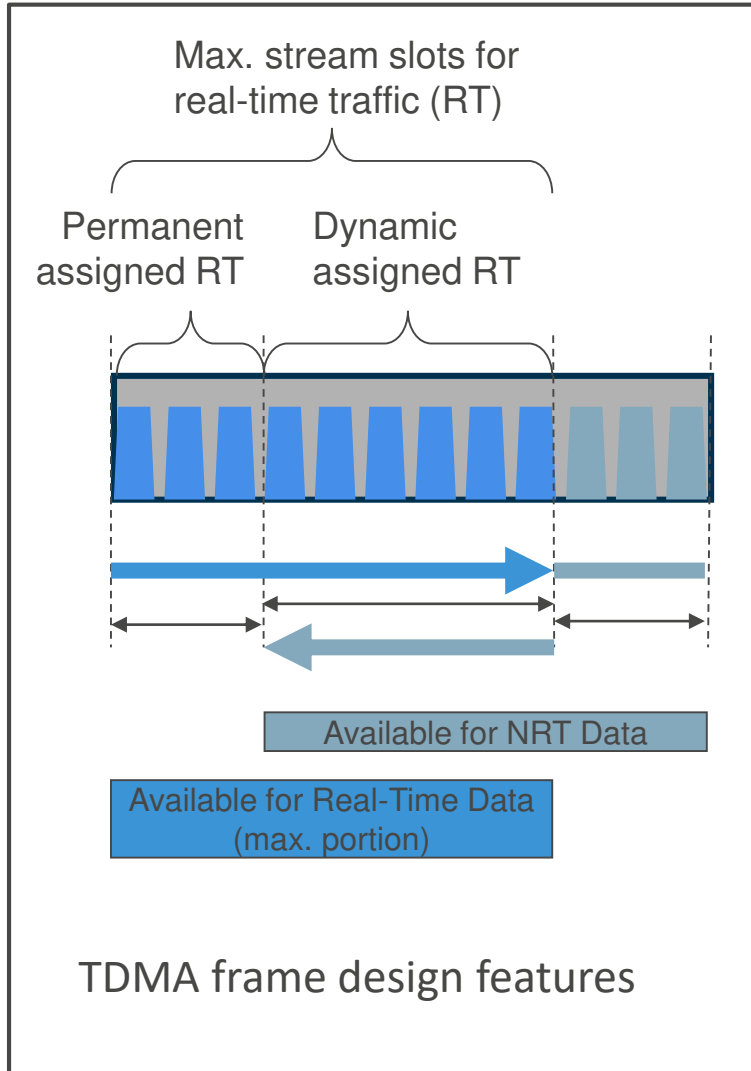 Max. stream slots for
real-time traffic (RT)
Permanent
assigned RT
Dynamic
assigned RT
Available for NRT Data
Available for Real-Time Data
(max. portion)
TDMA frame design features